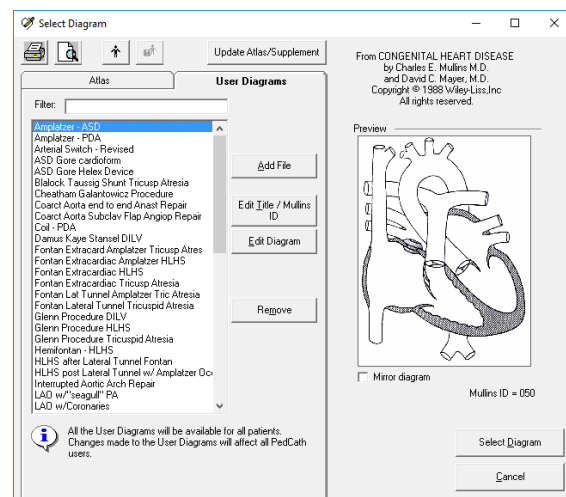 Select Diagram
Update Atlas/Supplement
Atlas
User Diagrams
Filter:
Amplatzer - ASD
Amplatzer - PDA
Arterial Switch - Revised
ASD Gore cardioform
ASD Gore Helex Device
Blalock Taussig Shunt Tricusp Atresia
Cheatham Galantowicz Procedure
Coarct Aorta end to end Anast Repair
Coarct Aorta Subclav Flap Angiop Repair
Coil - PDA
Damus Kaye Stansel DILV
Fontan Extracard Amplatzer Tricusp Atres
Fontan Extracardiac Amplatzer HLHS
Fontan Extracardiac HLHS
Fontan Extracardiac Tricusp Atresia
Fontan Lat Tunnel Amplatzer Tric Atresia
Fontan Lateral Tunnel Tricuspid Atresia
Glenn Procedure DILV
Glenn Procedure HLHS
Glenn Procedure Tricuspid Atresia
Hemifontan - HLHS
HLHS after Lateral Tunnel Fontan
HLHS post Lateral Tunnel w/ Amplatzer Oc
Interrupted Aortic Arch Repair
LAO w/"seagull" PA
LAO w/Coronaries
Add File
Edit Title / Mullins
ID
Edit Diagram
Remove
All the User Diagrams will be available for all patients.
Changes made to the User Diagrams will affect all PedCath
users.
From CONGENITAL HEART DISEASE
by Charles E. Mullins M.D.
and David C. Mayer, M.D.
Copyright © 1988 Wiley-Liss,Inc
All rights reserved.
Preview
Mirror diagram
Mullins ID = 050
Select Diagram
Cancel